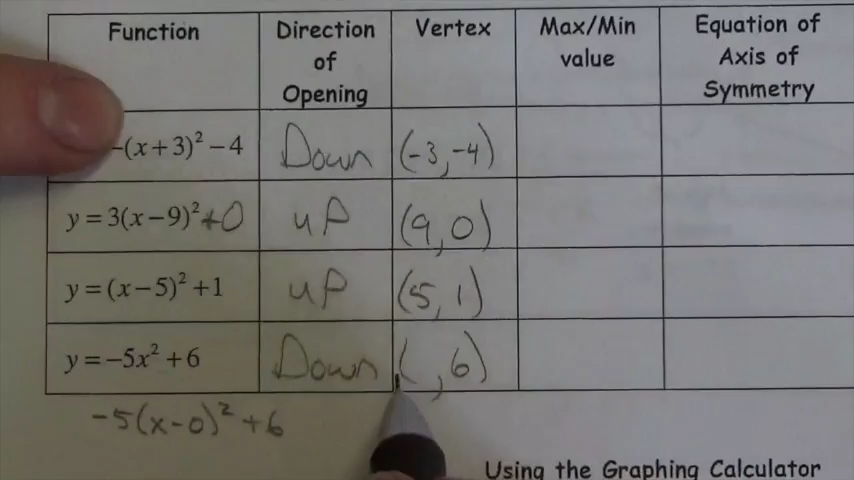 Function Direction of Opening Vertex Max/Min value Equation of Axis of Symmetry
-(x+3)² − 4 Down (-3, -4)
y = 3(x−9)² +0 up (9, 0)
y = (x−5)² + 1 up (5, 1)
y = −5x² + 6 Down ( , 6)
-5(x-0)² + 6
Using the Graphing Calculator